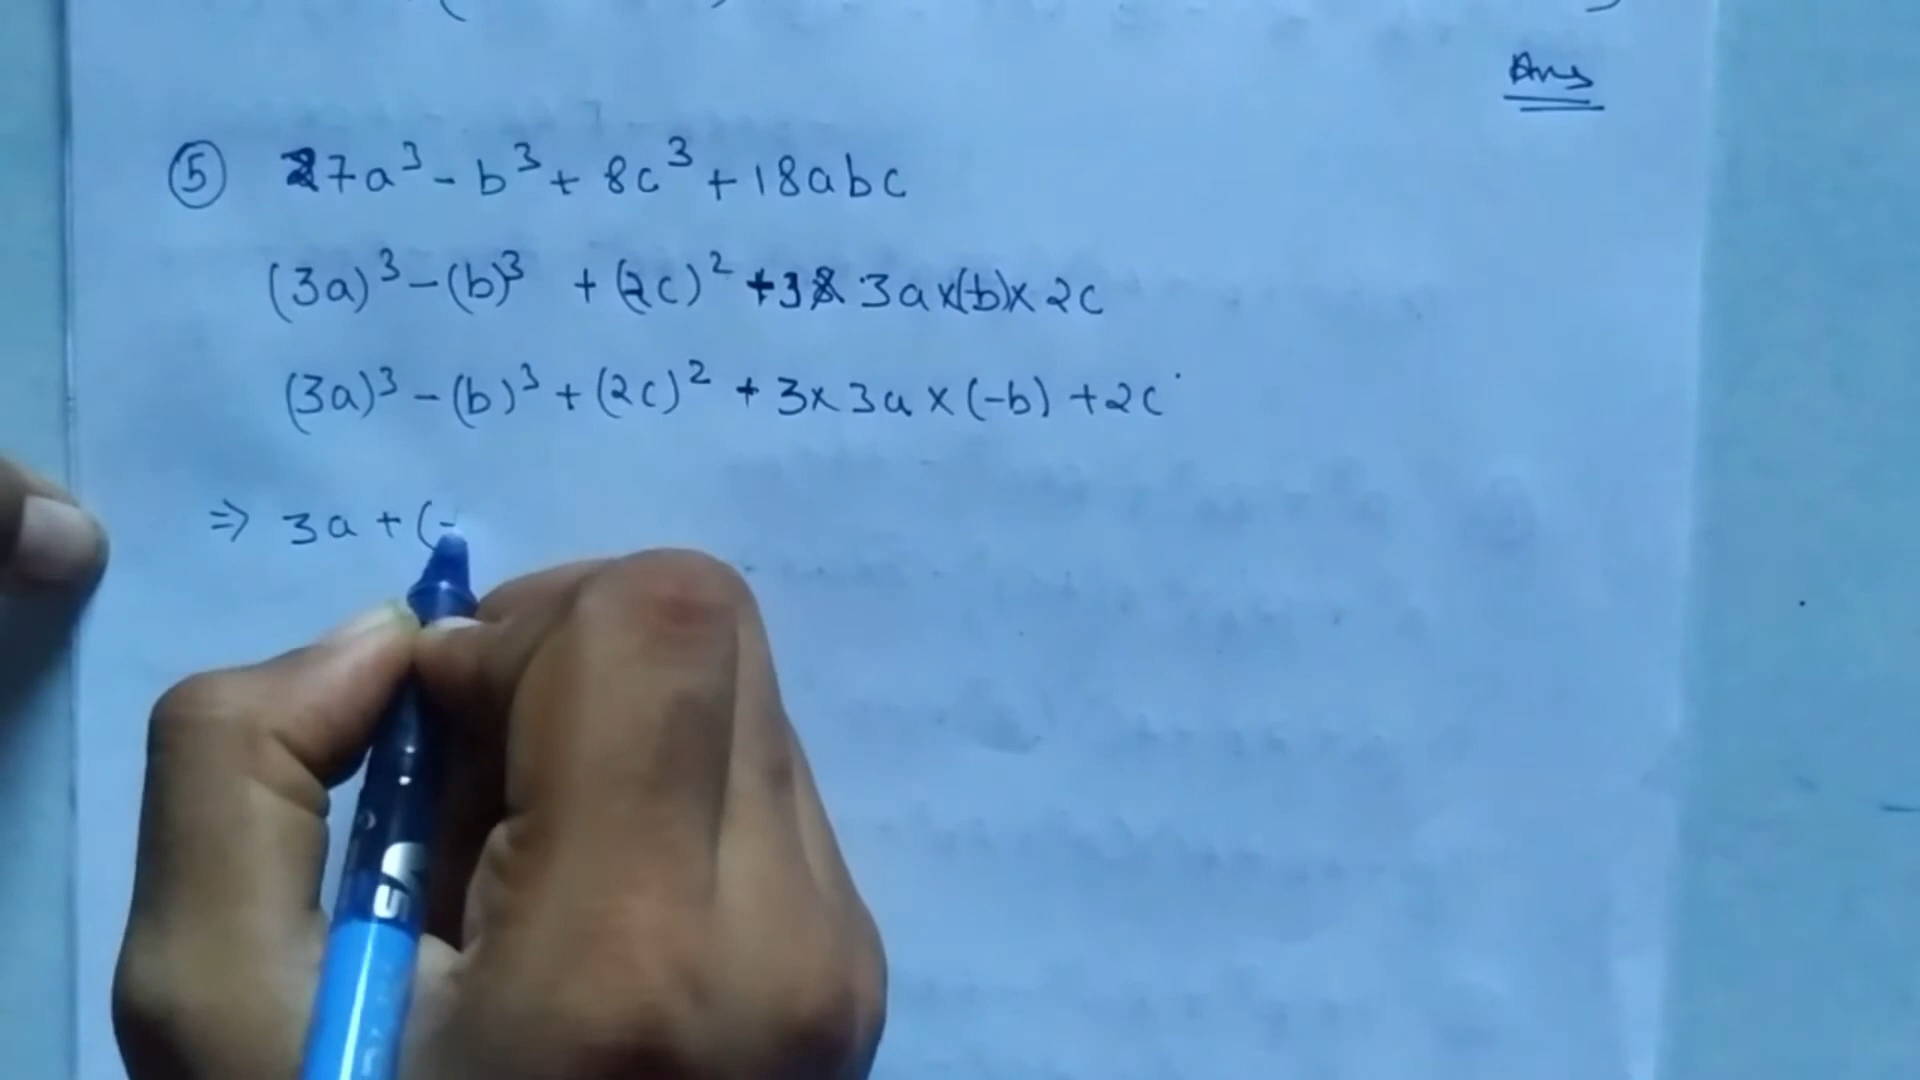 Ans
⑤ 27a³ - b³ + 8c³ + 18abc
(3a)³ - (b)³ + (2c)² + 3 x 3a x (-b) x 2c
(3a)³ - (b)³ + (2c)² + 3 x 3a x (-b) + 2c
⇒ 3a + (-